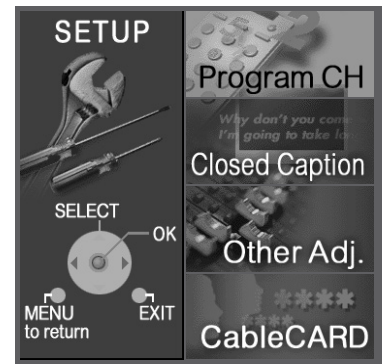 SETUP
SELECT
OK
MENU
to return
EXIT
Program CH
Why don't you com
I'm going to take
Closed Caption
Other Adj.
****
****
CableCARD